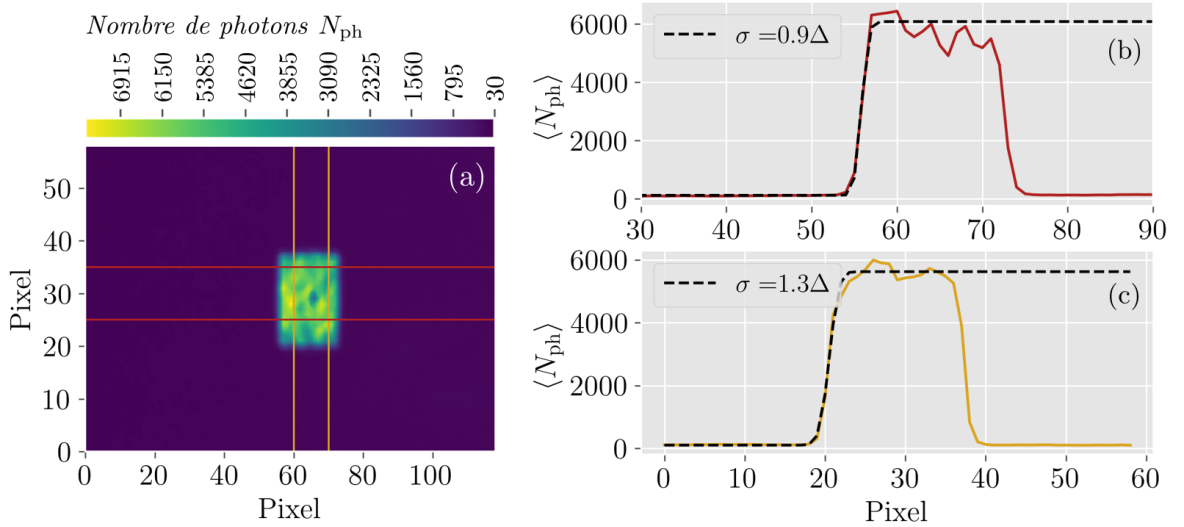 Nombre de photons N_ph
6915 6150 5385 4620 3855 3090 2325 1560 795 30
(a)
50
40
30
20
10
0
Pixel
0 20 40 60 80 100
Pixel
6000
4000
2000
0
⟨N_ph⟩
σ = 0.9Δ
(b)
30 40 50 60 70 80 90
6000
4000
2000
0
⟨N_ph⟩
σ = 1.3Δ
(c)
0 10 20 30 40 50 60
Pixel